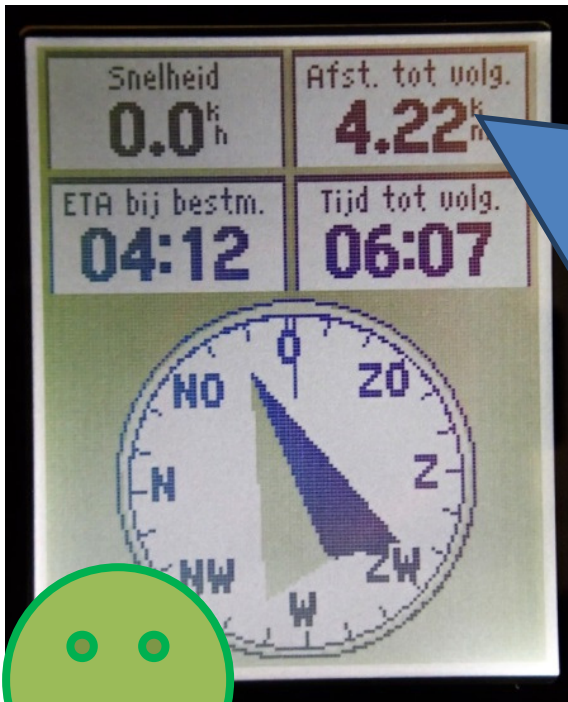 Snelheid
0.0 k h
Afst. tot volg.
4.22 k m
ETA bij bestm.
04:12
Tijd tot volg.
06:07
O
NO
ZO
N
Z
NW
ZW
W